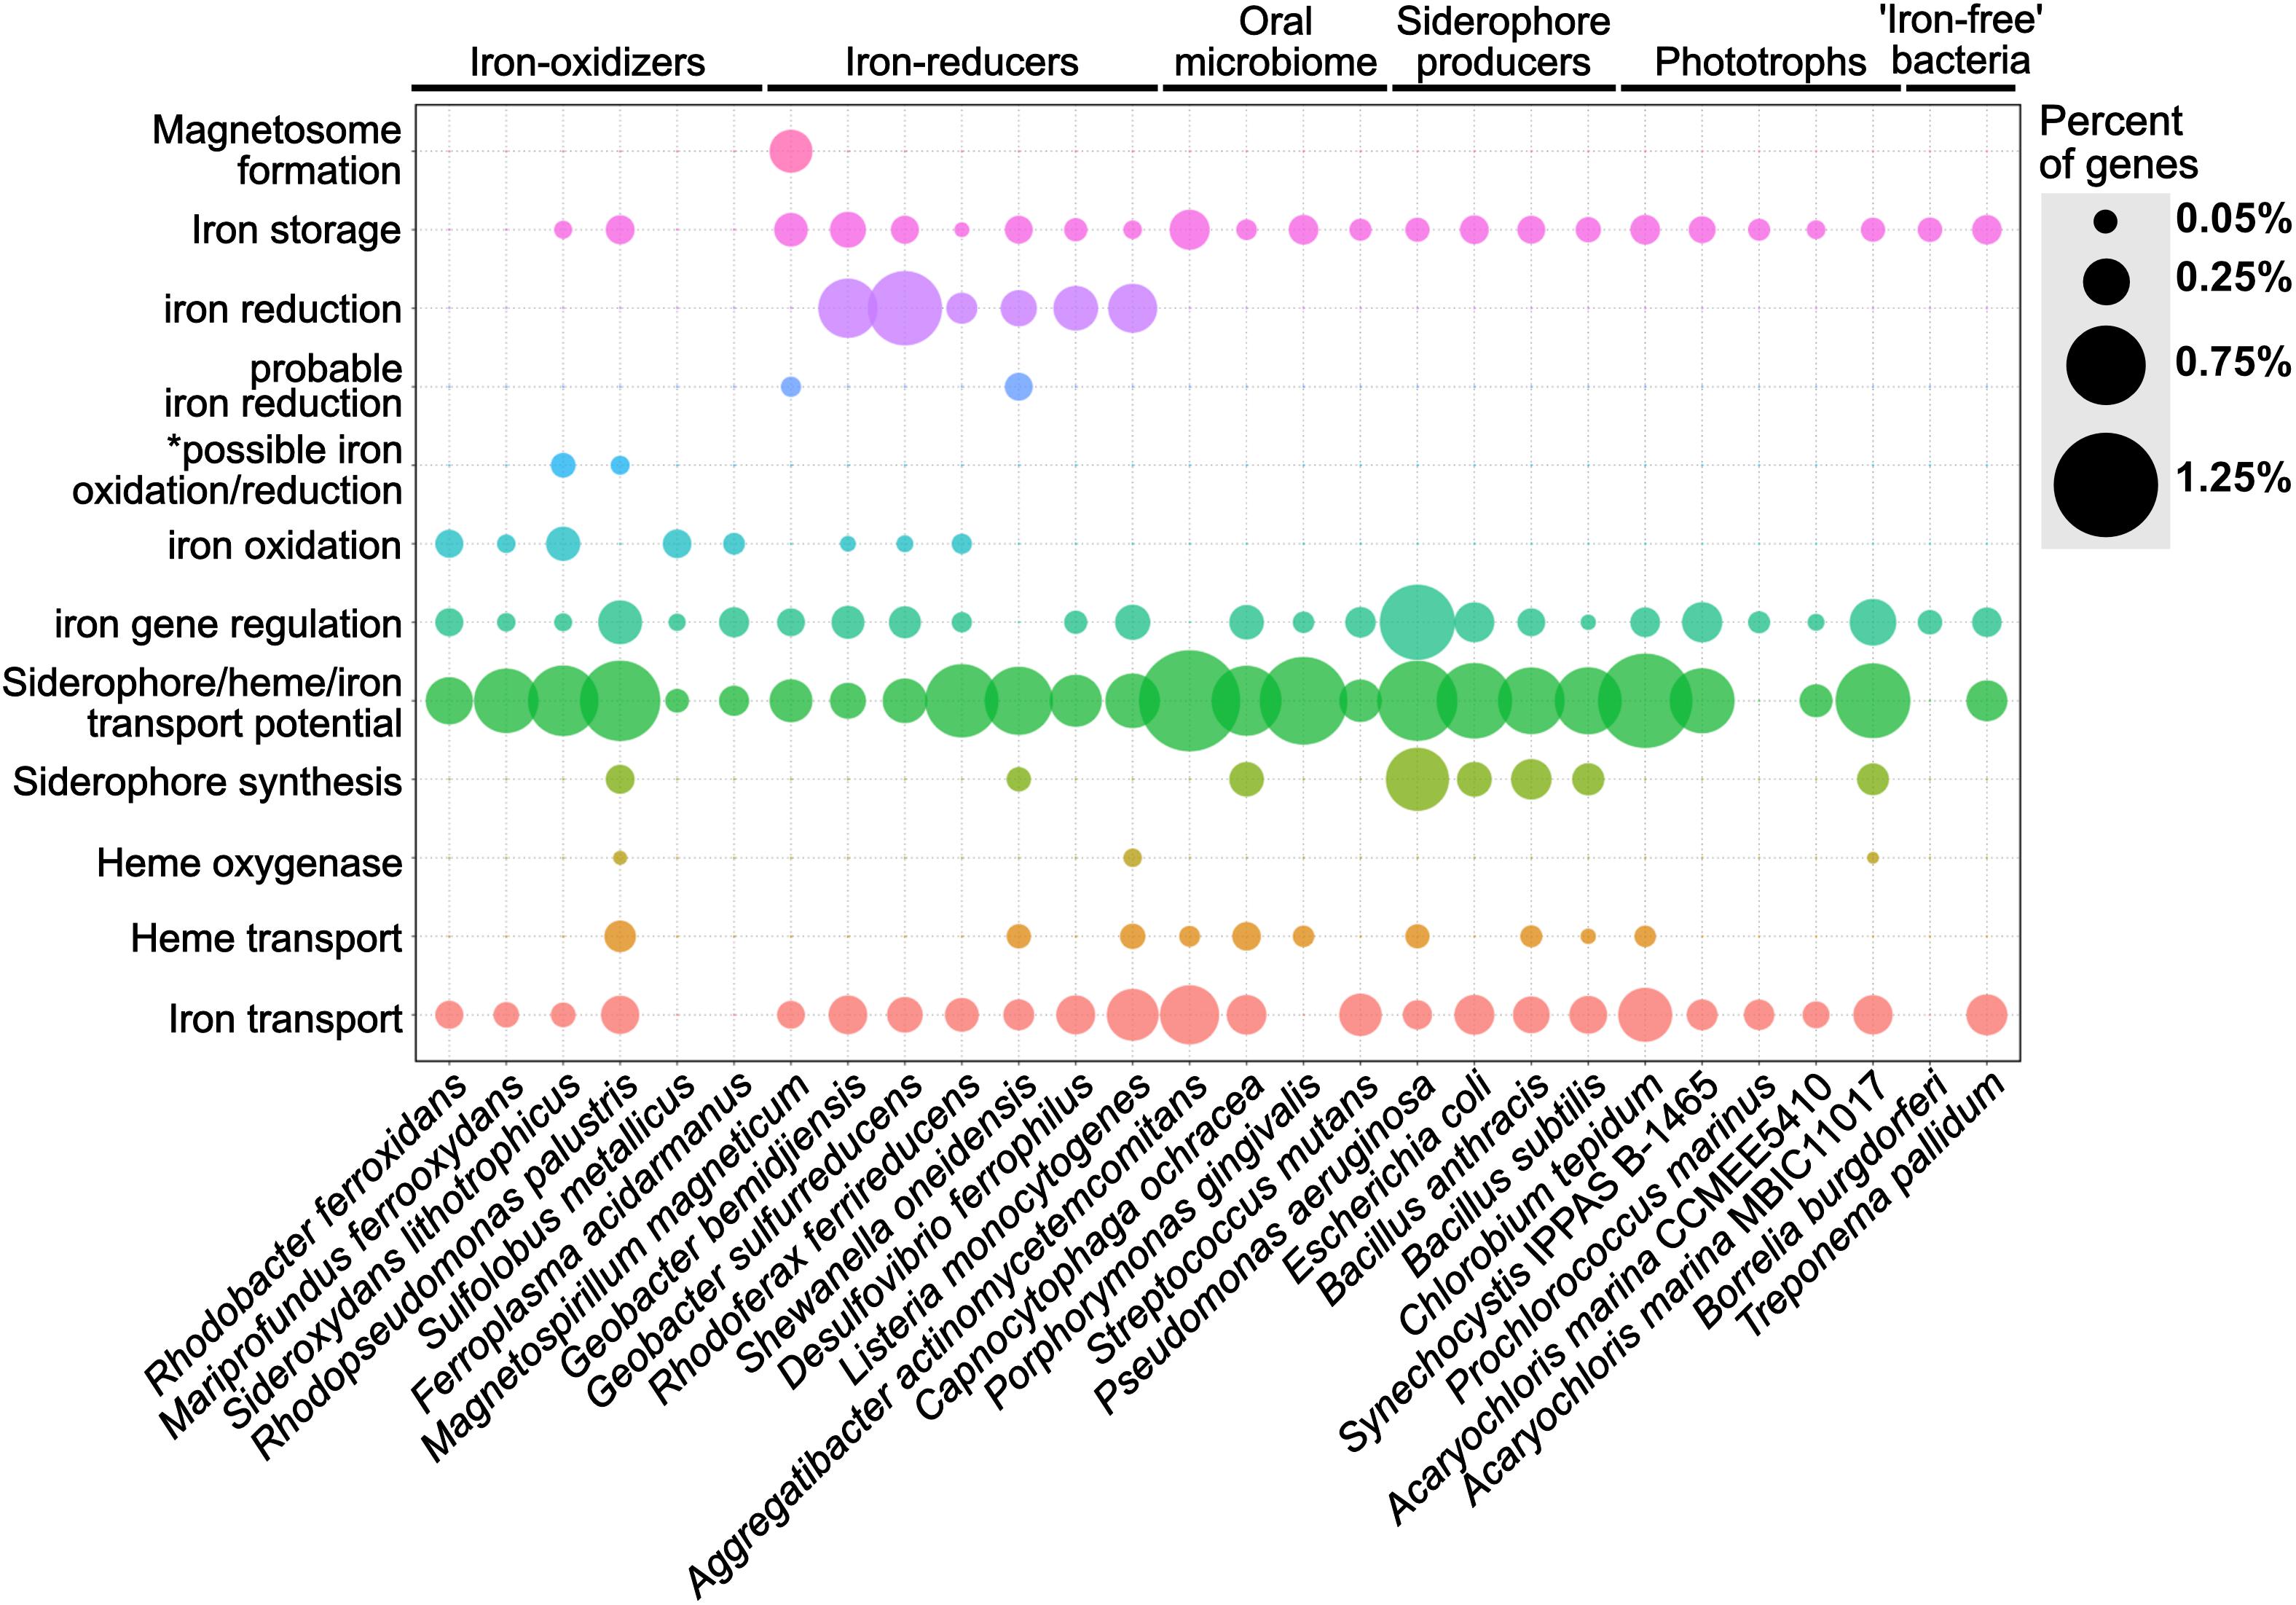 Iron-oxidizers
Iron-reducers
Oral
microbiome
Siderophore
producers
Phototrophs
'Iron-free'
bacteria
Magnetosome
formation
Iron storage
iron reduction
probable
iron reduction
*possible iron
oxidation/reduction
iron oxidation
iron gene regulation
Siderophore/heme/iron
transport potential
Siderophore synthesis
Heme oxygenase
Heme transport
Iron transport
Percent
of genes
0.05%
0.25%
0.75%
1.25%
Rhodobacter ferroxidans
Mariprofundus ferrooxydans
Sideroxydans lithotrophicus
Rhodopseudomonas palustris
Sulfolobus metallicus
Ferroplasma acidarmanus
Magnetospirillum magneticum
Geobacter bemidjiensis
Geobacter sulfurreducens
Rhodoferax ferrireducens
Shewanella oneidensis
Desulfovibrio ferrophilus
Listeria monocytogenes
Aggregatibacter actinomycetemcomitans
Capnocytophaga ochracea
Porphyromonas gingivalis
Streptococcus mutans
Pseudomonas aeruginosa
Escherichia coli
Bacillus anthracis
Bacillus subtilis
Chlorobium tepidum
Synechocystis IPPAS B-1465
Prochlorococcus marinus
Acaryochloris marina CCMEE5410
Acaryochloris marina MBIC11017
Borrelia burgdorferi
Treponema pallidum